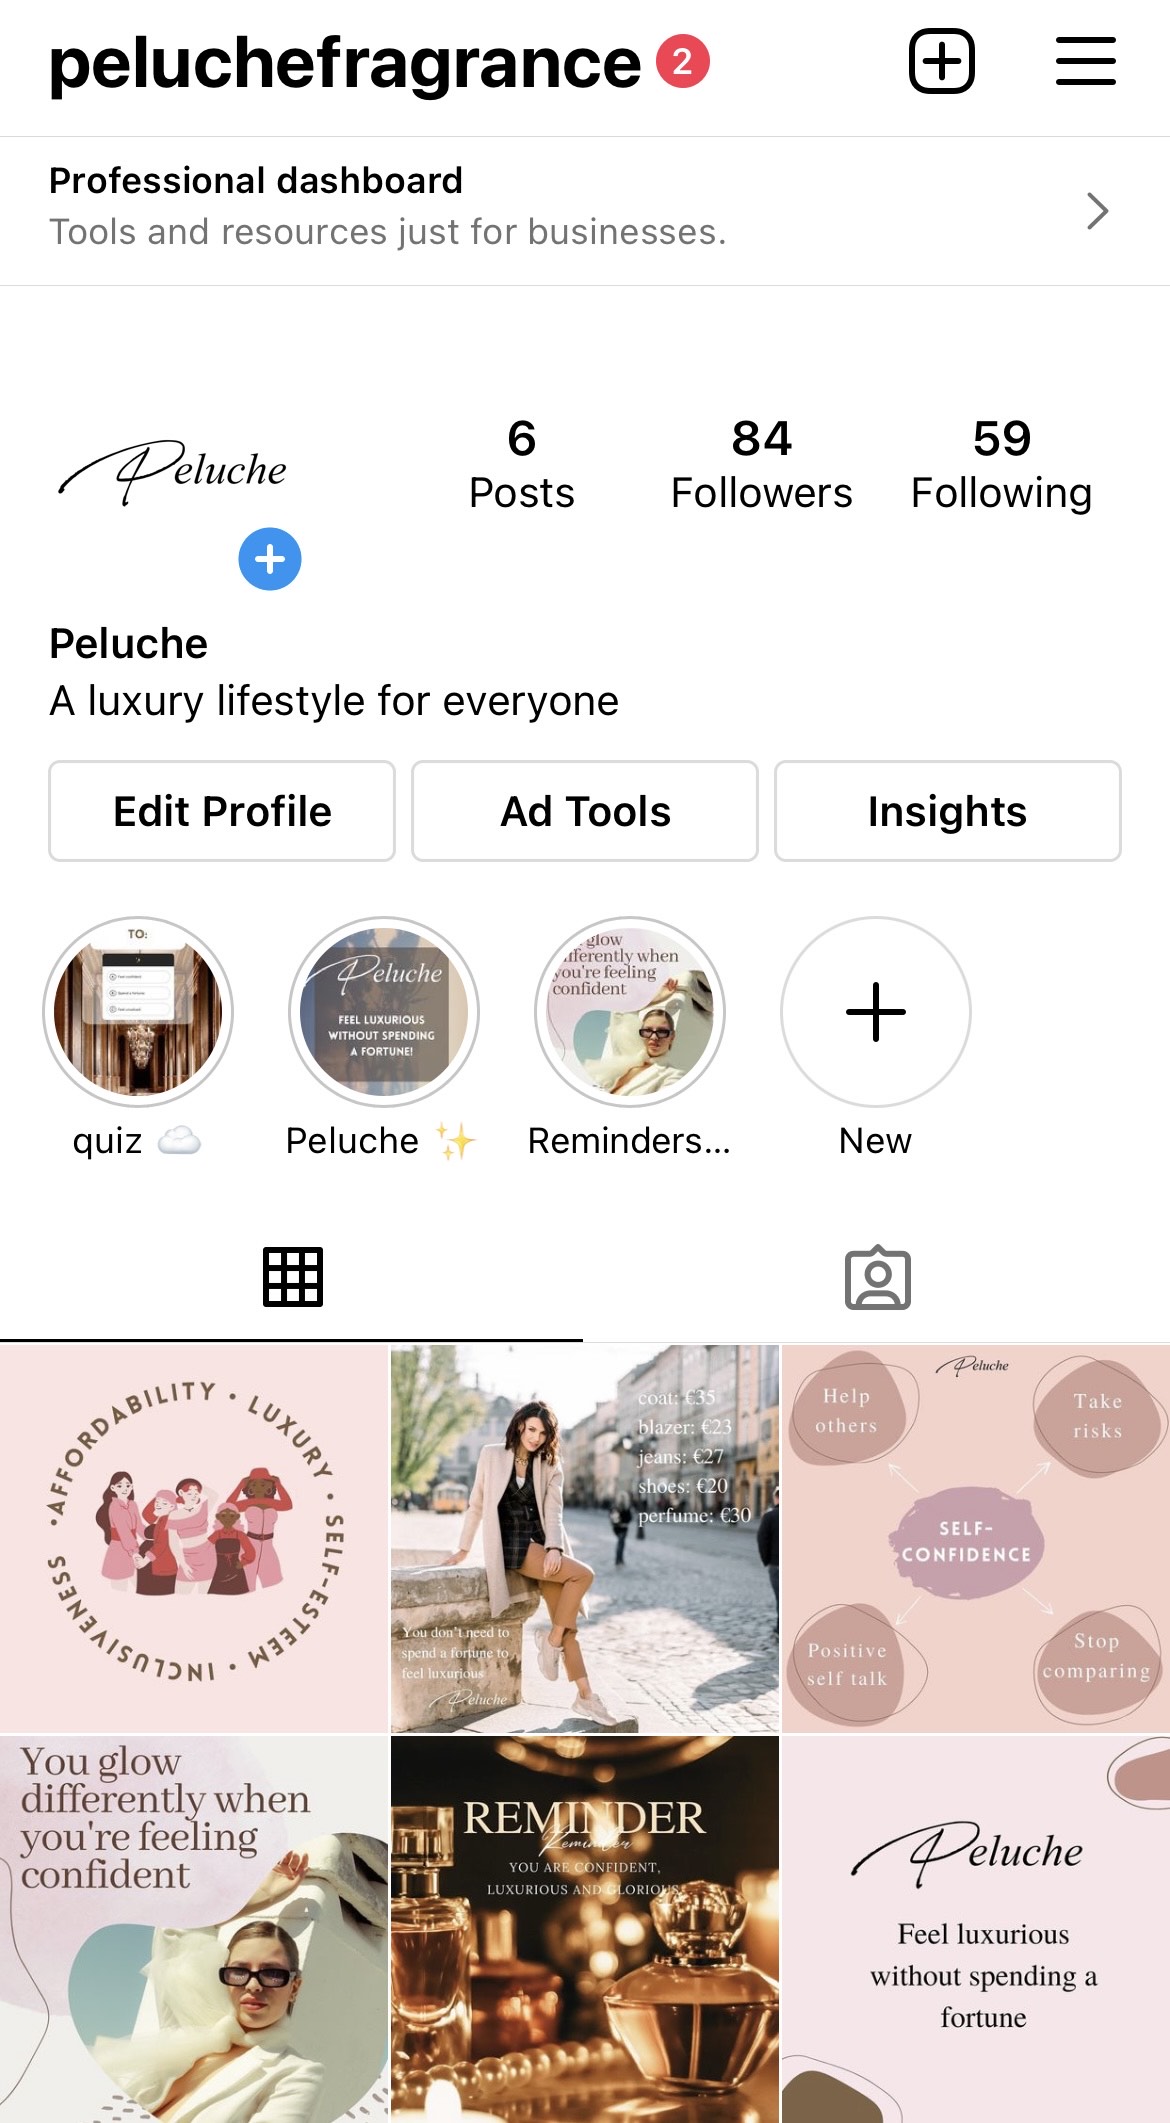 peluchefragrance 2
Professional dashboard
Tools and resources just for businesses.
Peluche
6
Posts
84
Followers
59
Following
Peluche
A luxury lifestyle for everyone
Edit Profile
Ad Tools
Insights
TO:
Peluche
FEEL LUXURIOUS
WITHOUT SPENDING
A FORTUNE!
glow
differently when
you're feeling
confident
quiz ☁️
Peluche ✨
Reminders...
New
• AFFORDABILITY • LUXURY • SELF-ESTEEM • INCLUSIVENESS
coat: €35
blazer: €23
jeans: €27
shoes: €20
perfume: €30
You don't need to
spend a fortune to
feel luxurious
Peluche
Peluche
Help
others
Take
risks
SELF-
CONFIDENCE
Positive
self talk
Stop
comparing
You glow
differently when
you're feeling
confident
REMINDER
Reminder
YOU ARE CONFIDENT,
LUXURIOUS AND GLORIOUS
Peluche
Feel luxurious
without spending a
fortune